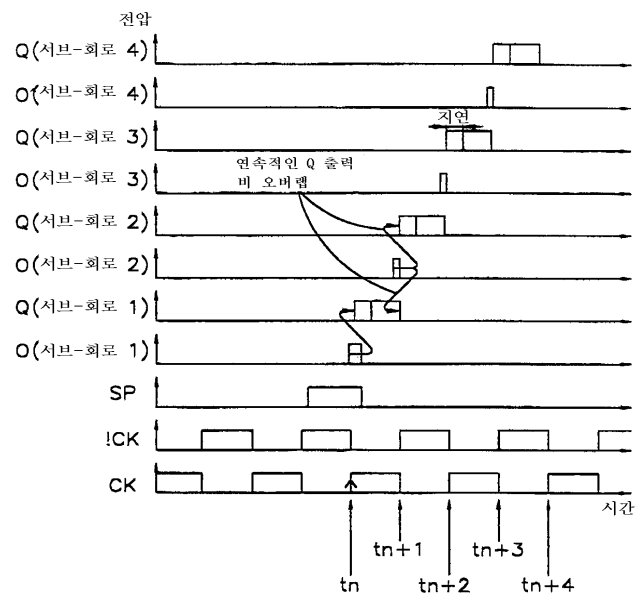 전압
Q(서브-회로 4)
O(서브-회로 4)
지연
Q(서브-회로 3)
연속적인 Q 출력
비 오버랩
O(서브-회로 3)
Q(서브-회로 2)
O(서브-회로 2)
Q(서브-회로 1)
O(서브-회로 1)
SP
!CK
CK
시간
tn+1
tn+3
tn
tn+2
tn+4